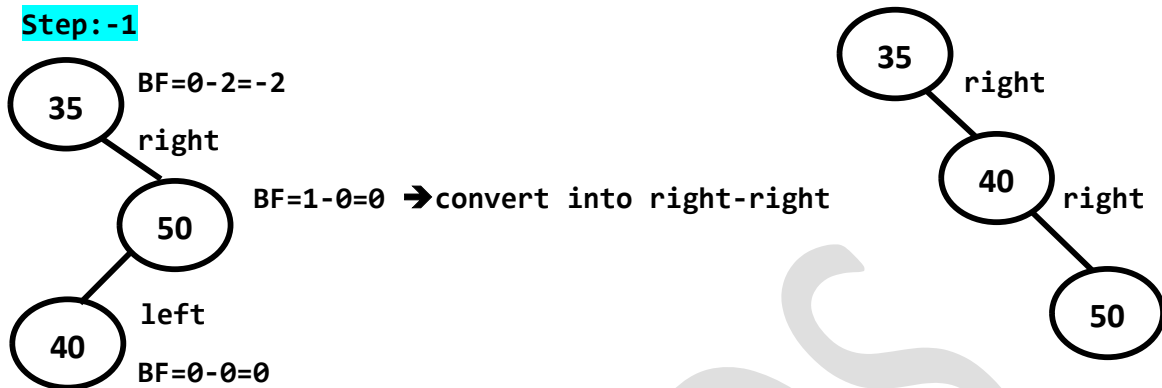 Step:-1
35
BF=0-2=-2
right
50
BF=1-0=0 🡺convert into right-right
40
left
BF=0-0=0
35
right
40
right
50